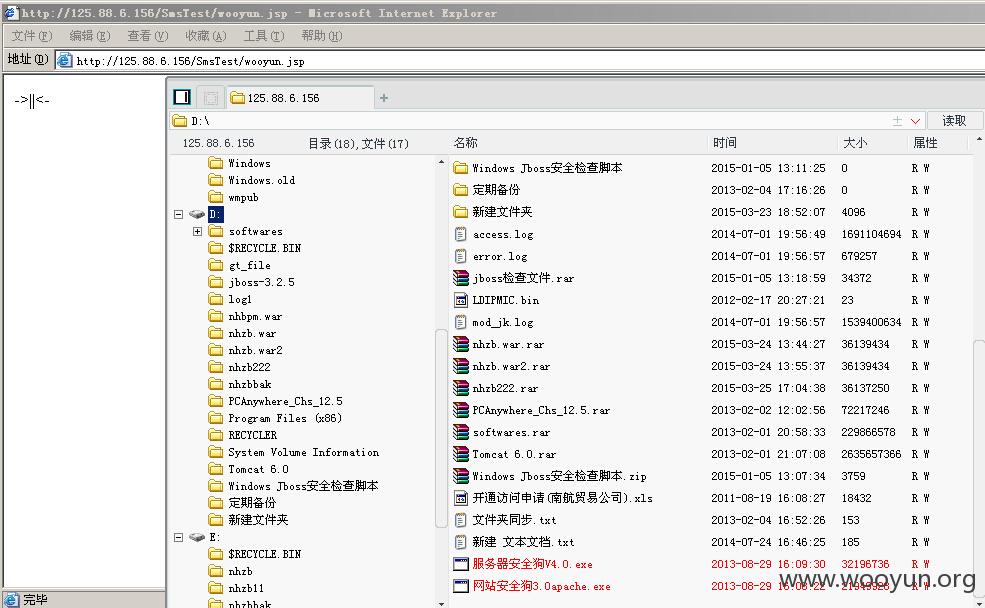 http://125.88.6.156/SmsTest/wooyun.jsp - Microsoft Internet Explorer
文件(F) 编辑(E) 查看(V) 收藏(A) 工具(T) 帮助(H)
地址(D) http://125.88.6.156/SmsTest/wooyun.jsp
->||<-
125.88.6.156 +
D:\ 读取
125.88.6.156 目录(18),文件(17)
Windows
Windows.old
wmpub
D:
softwares
$RECYCLE.BIN
gt_file
jboss-3.2.5
log1
nhbpm.war
nhzb.war
nhzb.war2
nhzb222
nhzbbak
PCAnywhere_Chs_12.5
Program Files (x86)
RECYCLER
System Volume Information
Tomcat 6.0
Windows Jboss安全检查脚本
定期备份
新建文件夹
E:
$RECYCLE.BIN
nhzb
nhzb11
nhzbbak
名称 时间 大小 属性
Windows Jboss安全检查脚本 2015-01-05 13:11:25 0 R W
定期备份 2013-02-04 17:16:26 0 R W
新建文件夹 2015-03-23 18:52:07 4096 R W
access.log 2014-07-01 19:56:49 1691104694 R W
error.log 2014-07-01 19:56:57 679257 R W
jboss检查文件.rar 2015-01-05 13:18:59 34372 R W
LDIPMIC.bin 2012-02-17 20:27:21 23 R W
mod_jk.log 2014-07-01 19:56:57 1539400634 R W
nhzb.war.rar 2015-03-24 13:44:27 36139434 R W
nhzb.war2.rar 2015-03-24 13:55:37 36139434 R W
nhzb222.rar 2015-03-25 17:04:38 36137250 R W
PCAnywhere_Chs_12.5.rar 2013-02-02 12:02:56 72217246 R W
softwares.rar 2013-02-01 20:58:33 229866578 R W
Tomcat 6.0.rar 2013-02-01 21:07:08 2635657366 R W
Windows Jboss安全检查脚本.zip 2015-01-05 13:07:34 3759 R W
开通访问申请(南航贸易公司).xls 2011-08-19 16:08:27 18432 R W
文件夹同步.txt 2013-02-04 16:52:26 153 R W
新建 文本文档.txt 2014-07-24 16:46:25 185 R W
服务器安全狗V4.0.exe 2013-08-29 16:09:30 32196736 R W
网站安全狗3.0apache.exe 2013-08-29 16:08:22 R W
www.wooyun.org
完毕